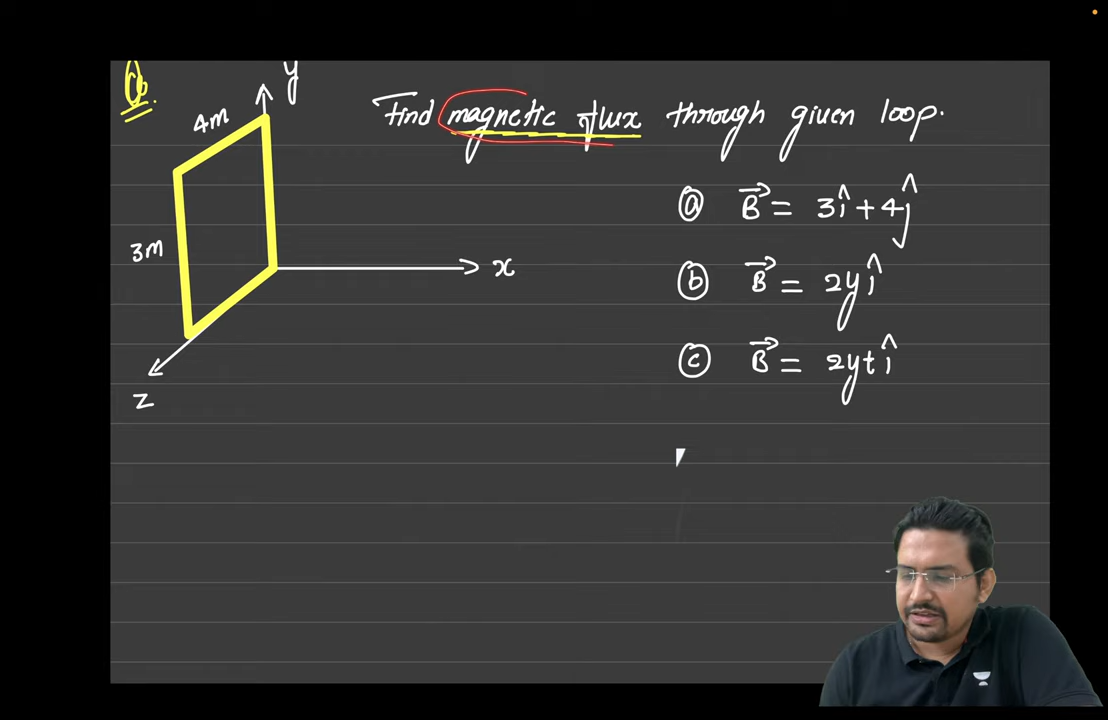 Q.
y
4m
Find magnetic flux through given loop.
ⓐ B⃗ = 3î + 4ĵ
3m
x
ⓑ B⃗ = 2yî
ⓒ B⃗ = 2ytî
z